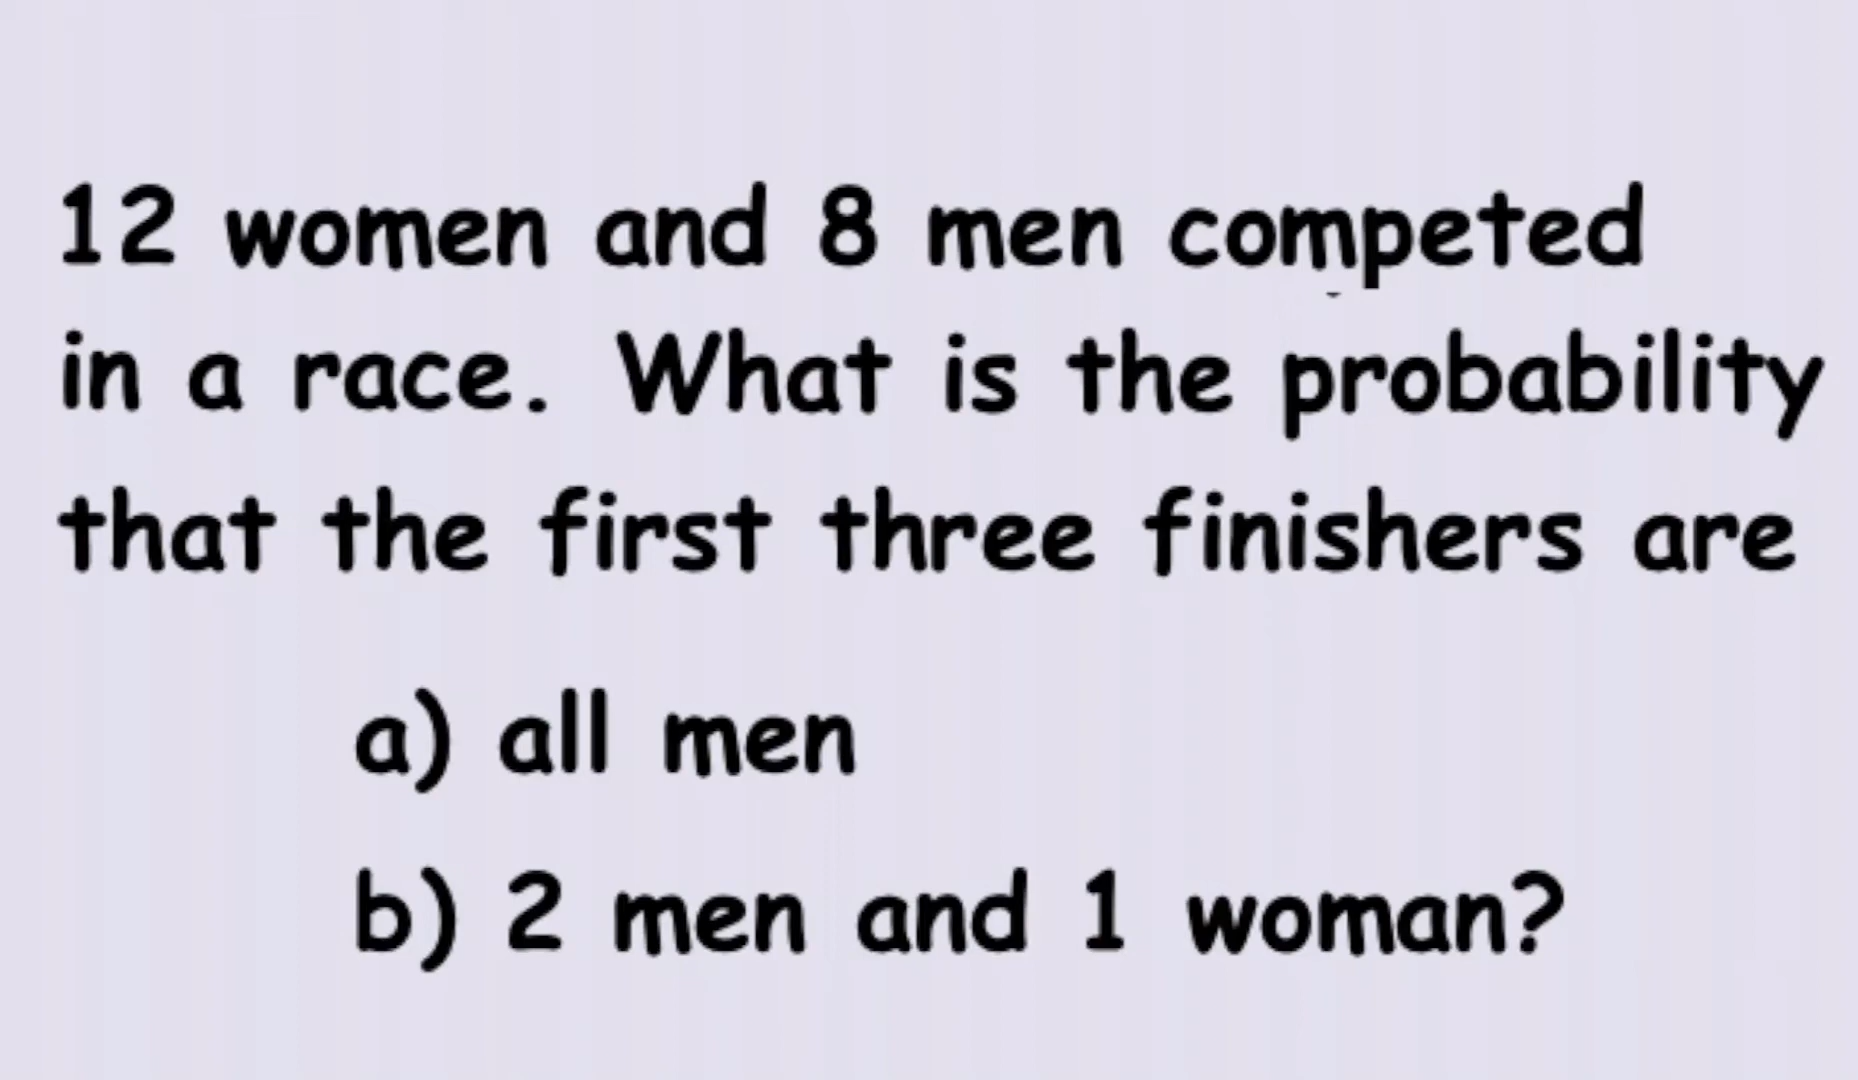 12 women and 8 men competed
in a race. What is the probability
that the first three finishers are
a) all men
b) 2 men and 1 woman?